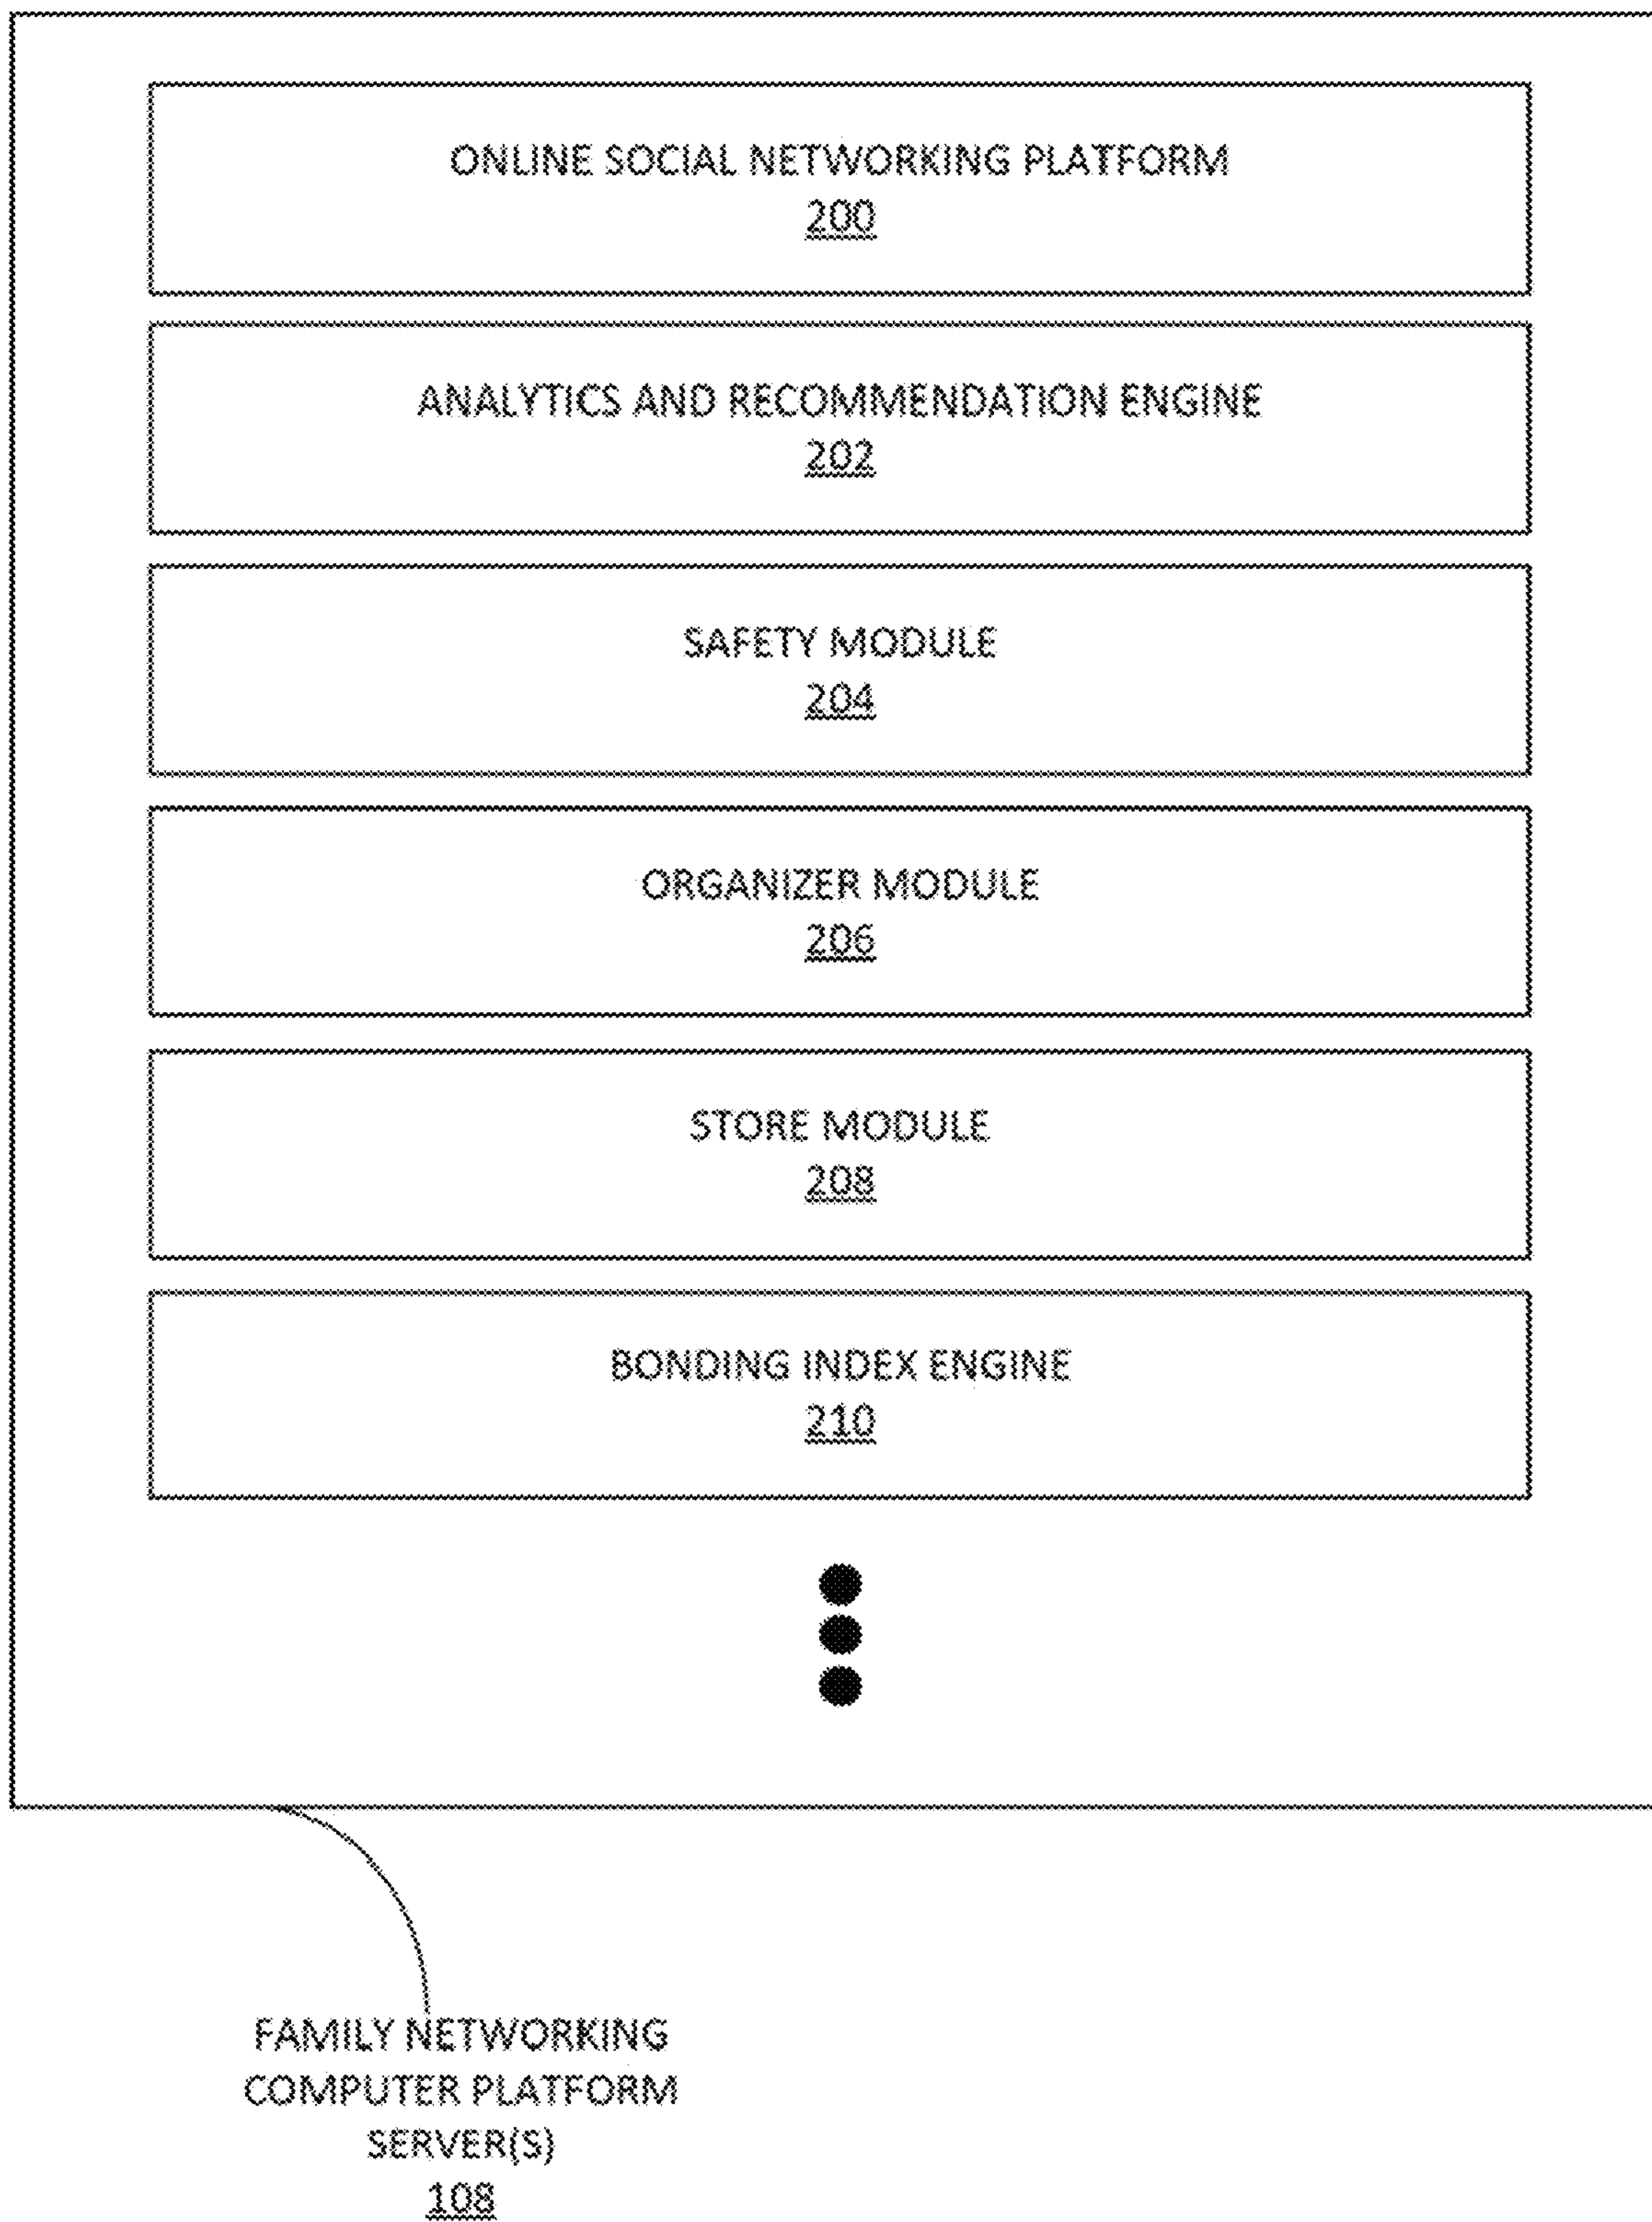 ONLINE SOCIAL NETWORKING PLATFORM
200
ANALYTICS AND RECOMMENDATION ENGINE
202
SAFETY MODULE
204
ORGANIZER MODULE
206
STORE MODULE
208
BONDING INDEX ENGINE
210
FAMILY NETWORKING
COMPUTER PLATFORM
SERVER(S)
108